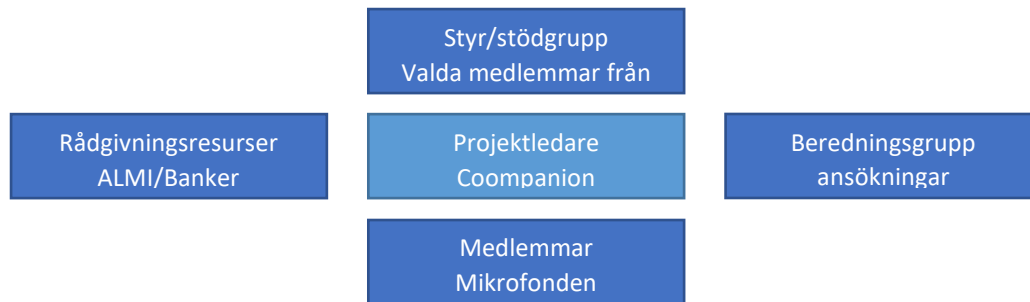 Styr/stödgrupp
Valda medlemmar från
Rådgivningsresurser
ALMI/Banker
Projektledare
Coompanion
Beredningsgrupp
ansökningar
Medlemmar
Mikrofonden